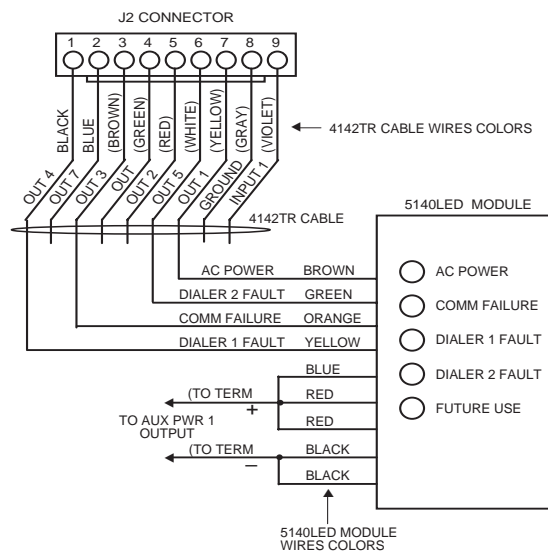 J2 CONNECTOR
1 2 3 4 5 6 7 8 9
BLACK
BLUE
(BROWN)
(GREEN)
(RED)
(WHITE)
(YELLOW)
(GRAY)
(VIOLET)
4142TR CABLE WIRES COLORS
OUT 4
OUT 7
OUT 3
OUT
OUT 2
OUT 5
OUT 1
GROUND
INPUT 1
4142TR CABLE
5140LED MODULE
AC POWER BROWN
DIALER 2 FAULT GREEN
COMM FAILURE ORANGE
DIALER 1 FAULT YELLOW
AC POWER
COMM FAILURE
DIALER 1 FAULT
DIALER 2 FAULT
FUTURE USE
BLUE
(TO TERM RED
+
TO AUX PWR 1
OUTPUT
RED
(TO TERM BLACK
–
BLACK
5140LED MODULE
WIRES COLORS